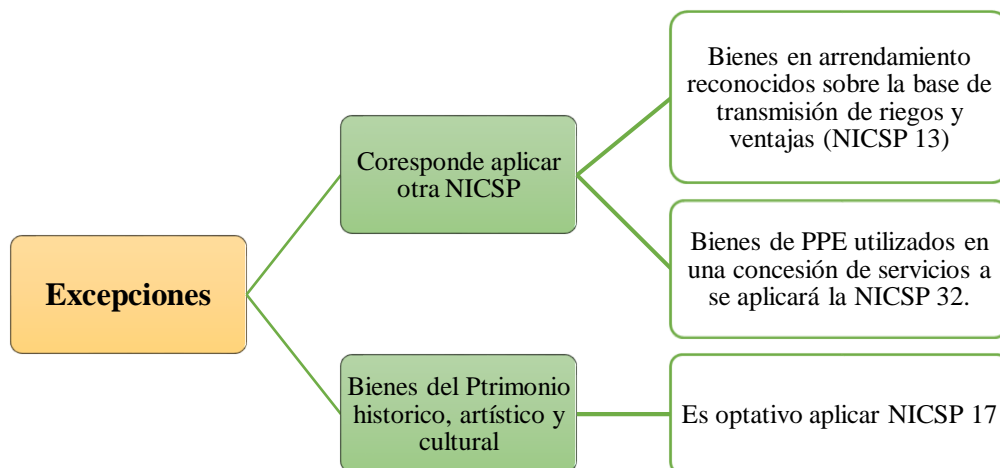 Excepciones
Coresponde aplicar
otra NICSP
Bienes en arrendamiento
reconocidos sobre la base de
transmisión de riegos y
ventajas (NICSP 13)
Bienes de PPE utilizados en
una concesión de servicios a
se aplicará la NICSP 32.
Bienes del Ptrimonio
historico, artístico y
cultural
Es optativo aplicar NICSP 17